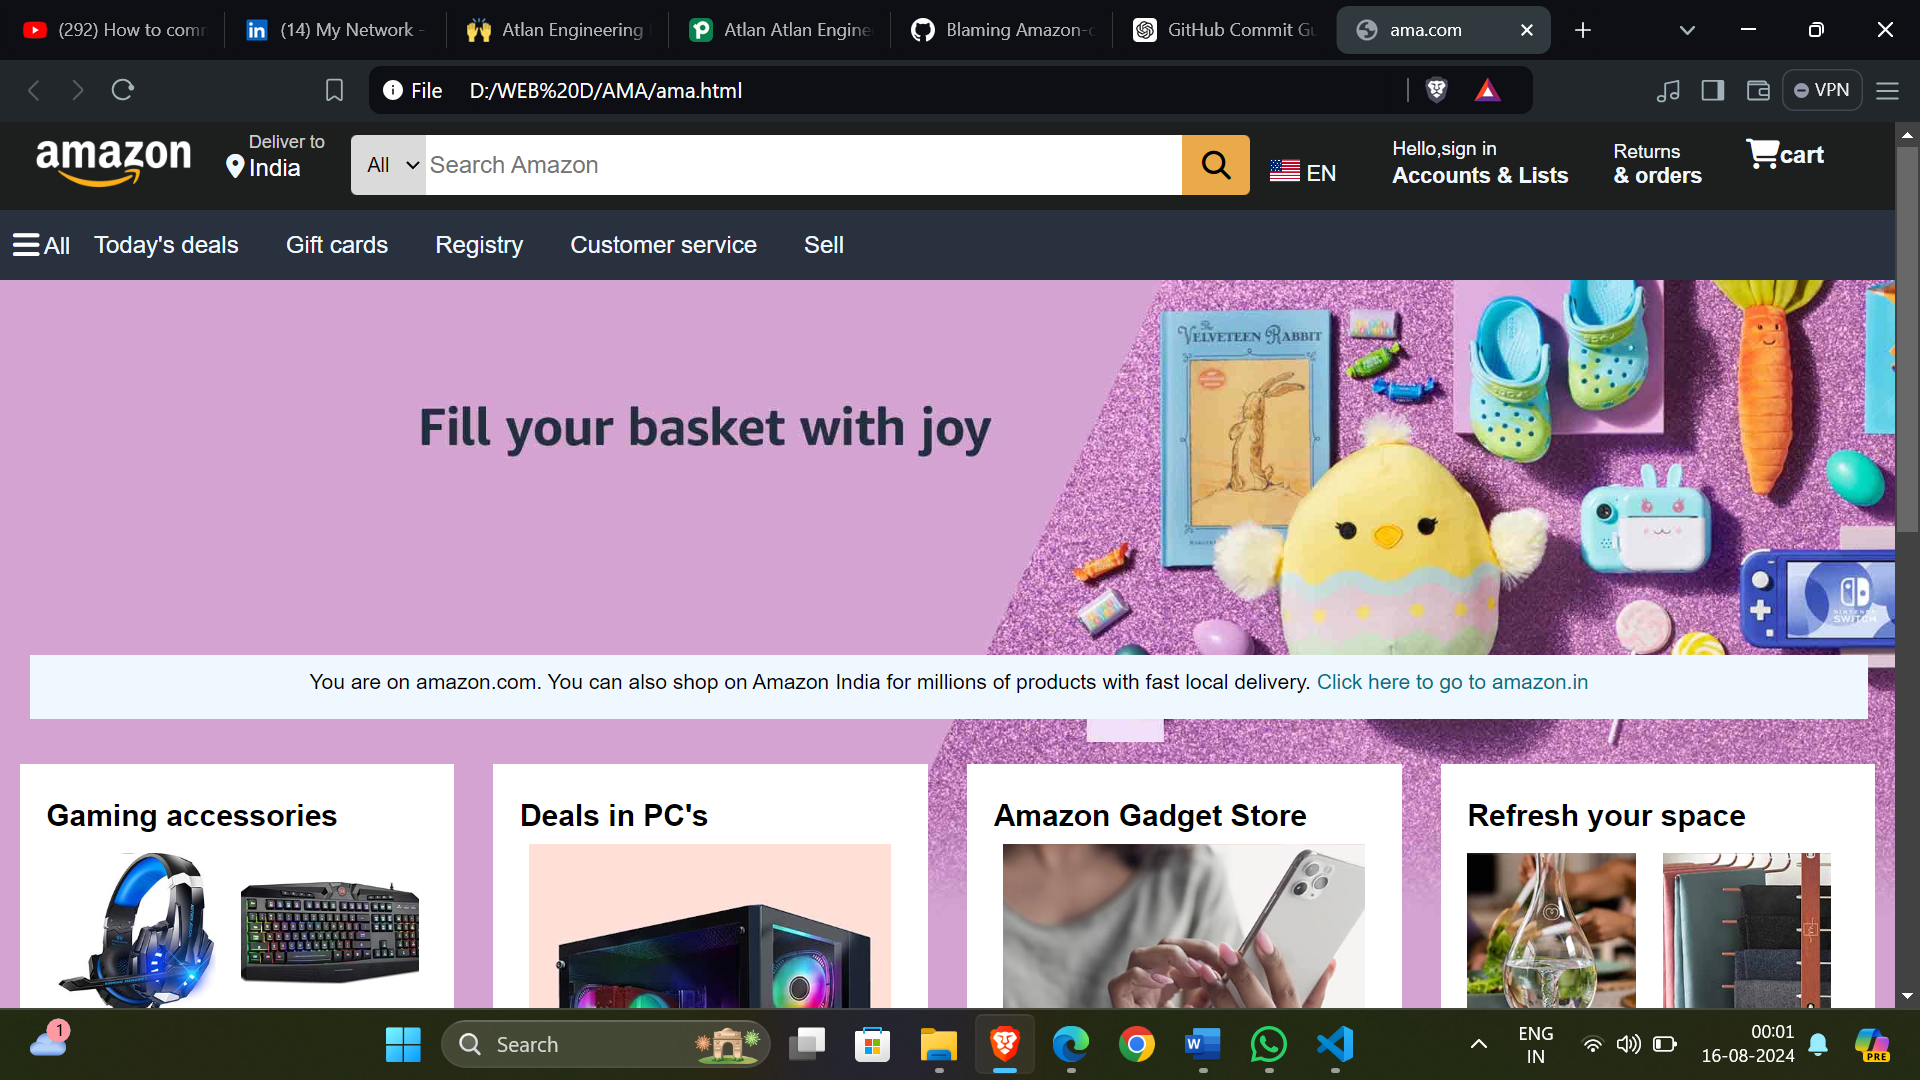 (292) How to com
(14) My Network -
Atlan Engineering
Atlan Atlan Engine
Blaming Amazon-c
GitHub Commit Gu
ama.com
File D:/WEB%20D/AMA/ama.html
VPN
amazon
Deliver to
India
All
Search Amazon
EN
Hello,sign in
Accounts & Lists
Returns
& orders
cart
All
Today's deals
Gift cards
Registry
Customer service
Sell
The
VELVETEEN RABBIT
Fill your basket with joy
NINTENDO
SWITCH
You are on amazon.com. You can also shop on Amazon India for millions of products with fast local delivery. Click here to go to amazon.in
Gaming accessories
Deals in PC's
Amazon Gadget Store
Refresh your space
1
Search
ENG
IN
00:01
16-08-2024
PRE